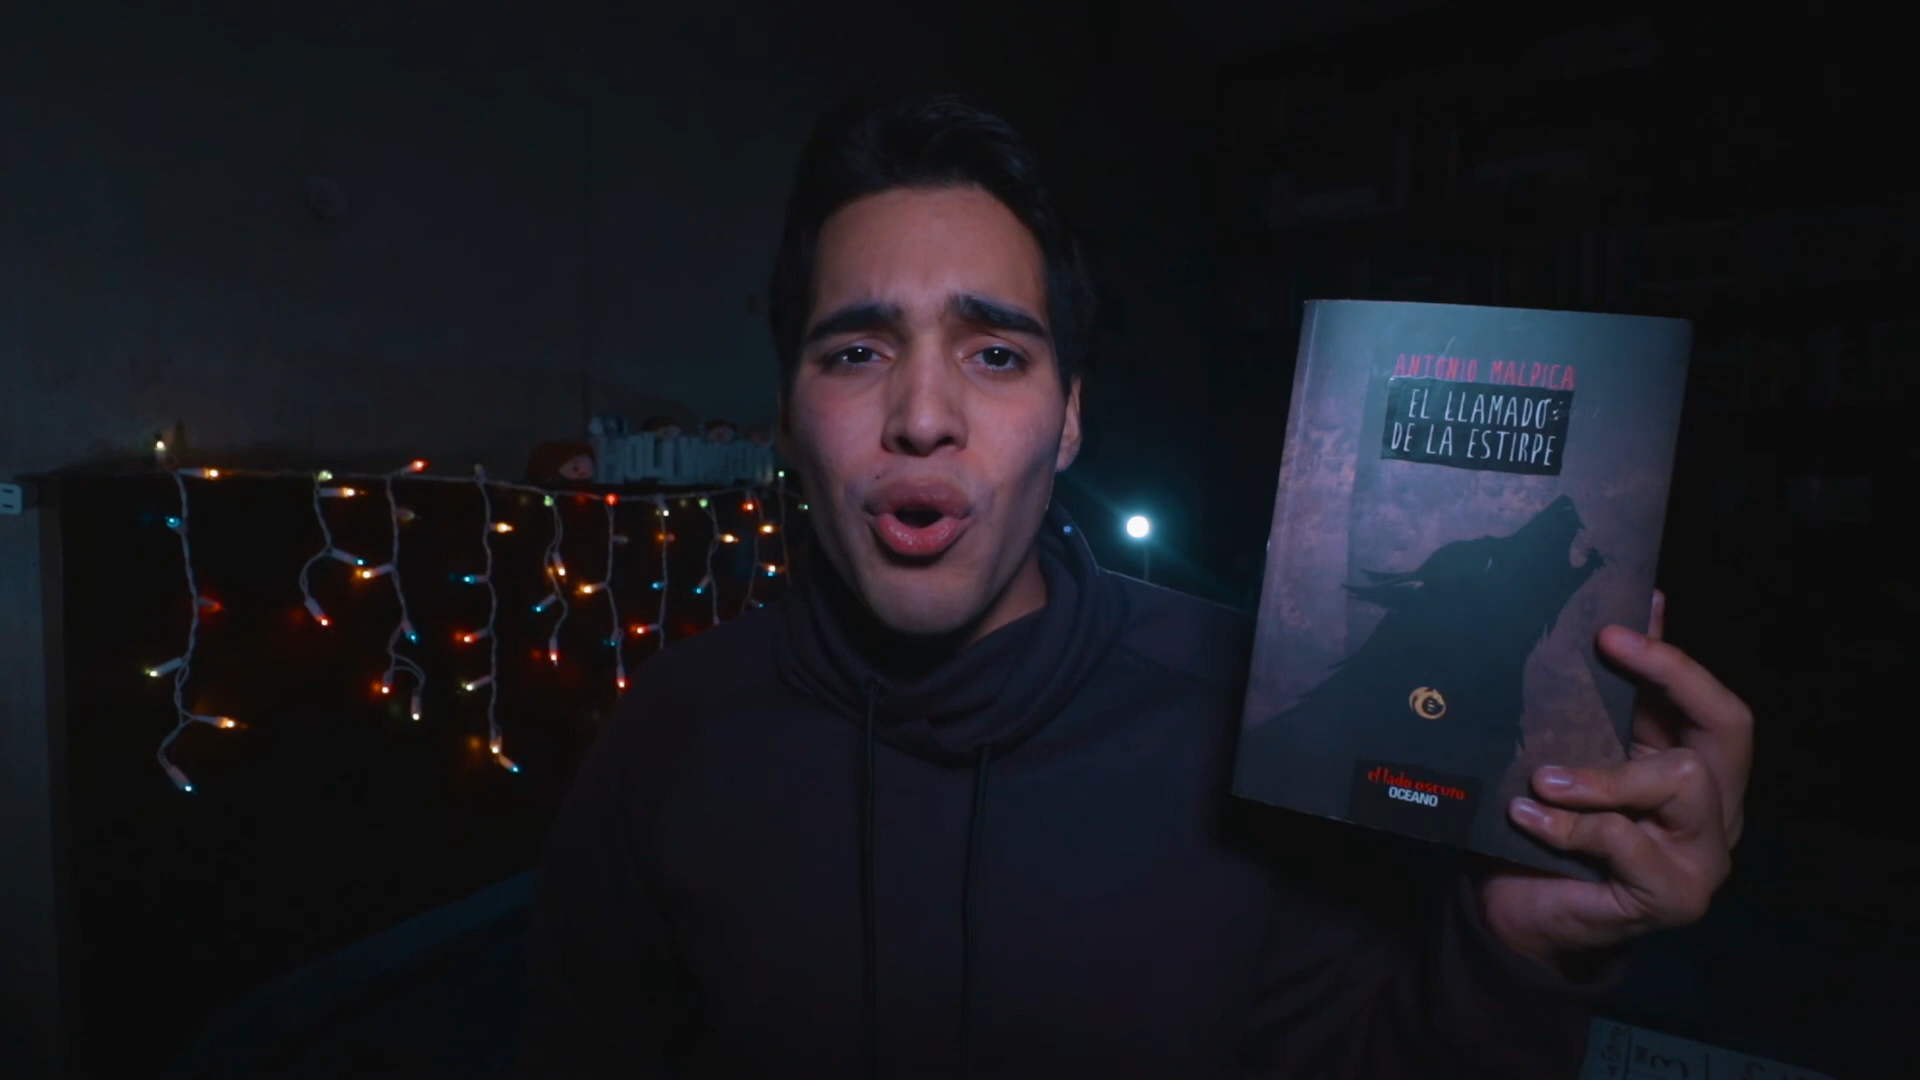 ANTONIO MALPICA
EL LLAMADO
DE LA ESTIRPE
el lado oscuro
OCEANO